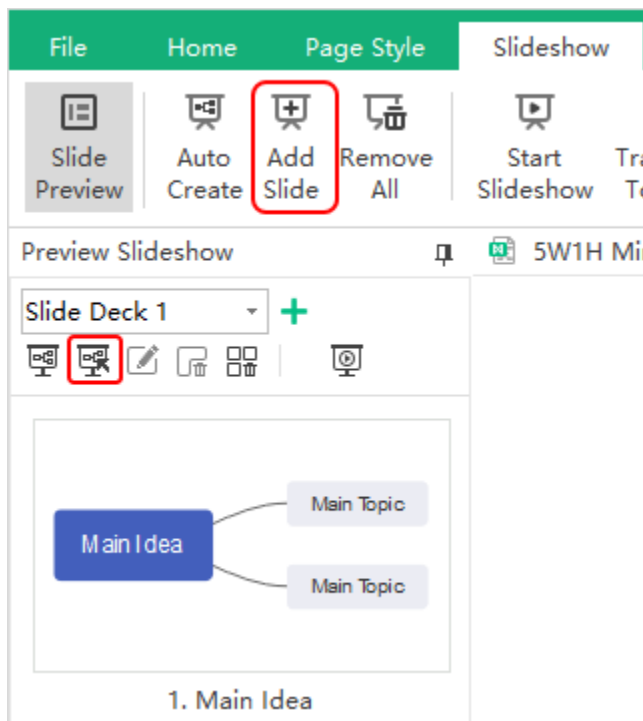 File Home Page Style Slideshow
Slide Auto Add Remove Start
Preview Create Slide All Slideshow
Preview Slideshow 5W1H
Slide Deck 1
Main Topic
Main Idea
Main Topic
1. Main Idea